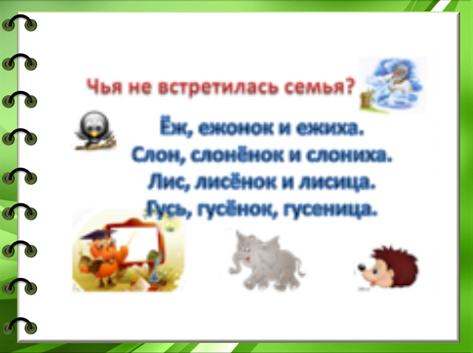 Чья не встретилась семья?
Ёж, ежонок и ежиха.
Слон, слонёнок и слониха.
Лис, лисёнок и лисица.
Гусь, гусёнок, гусеница.